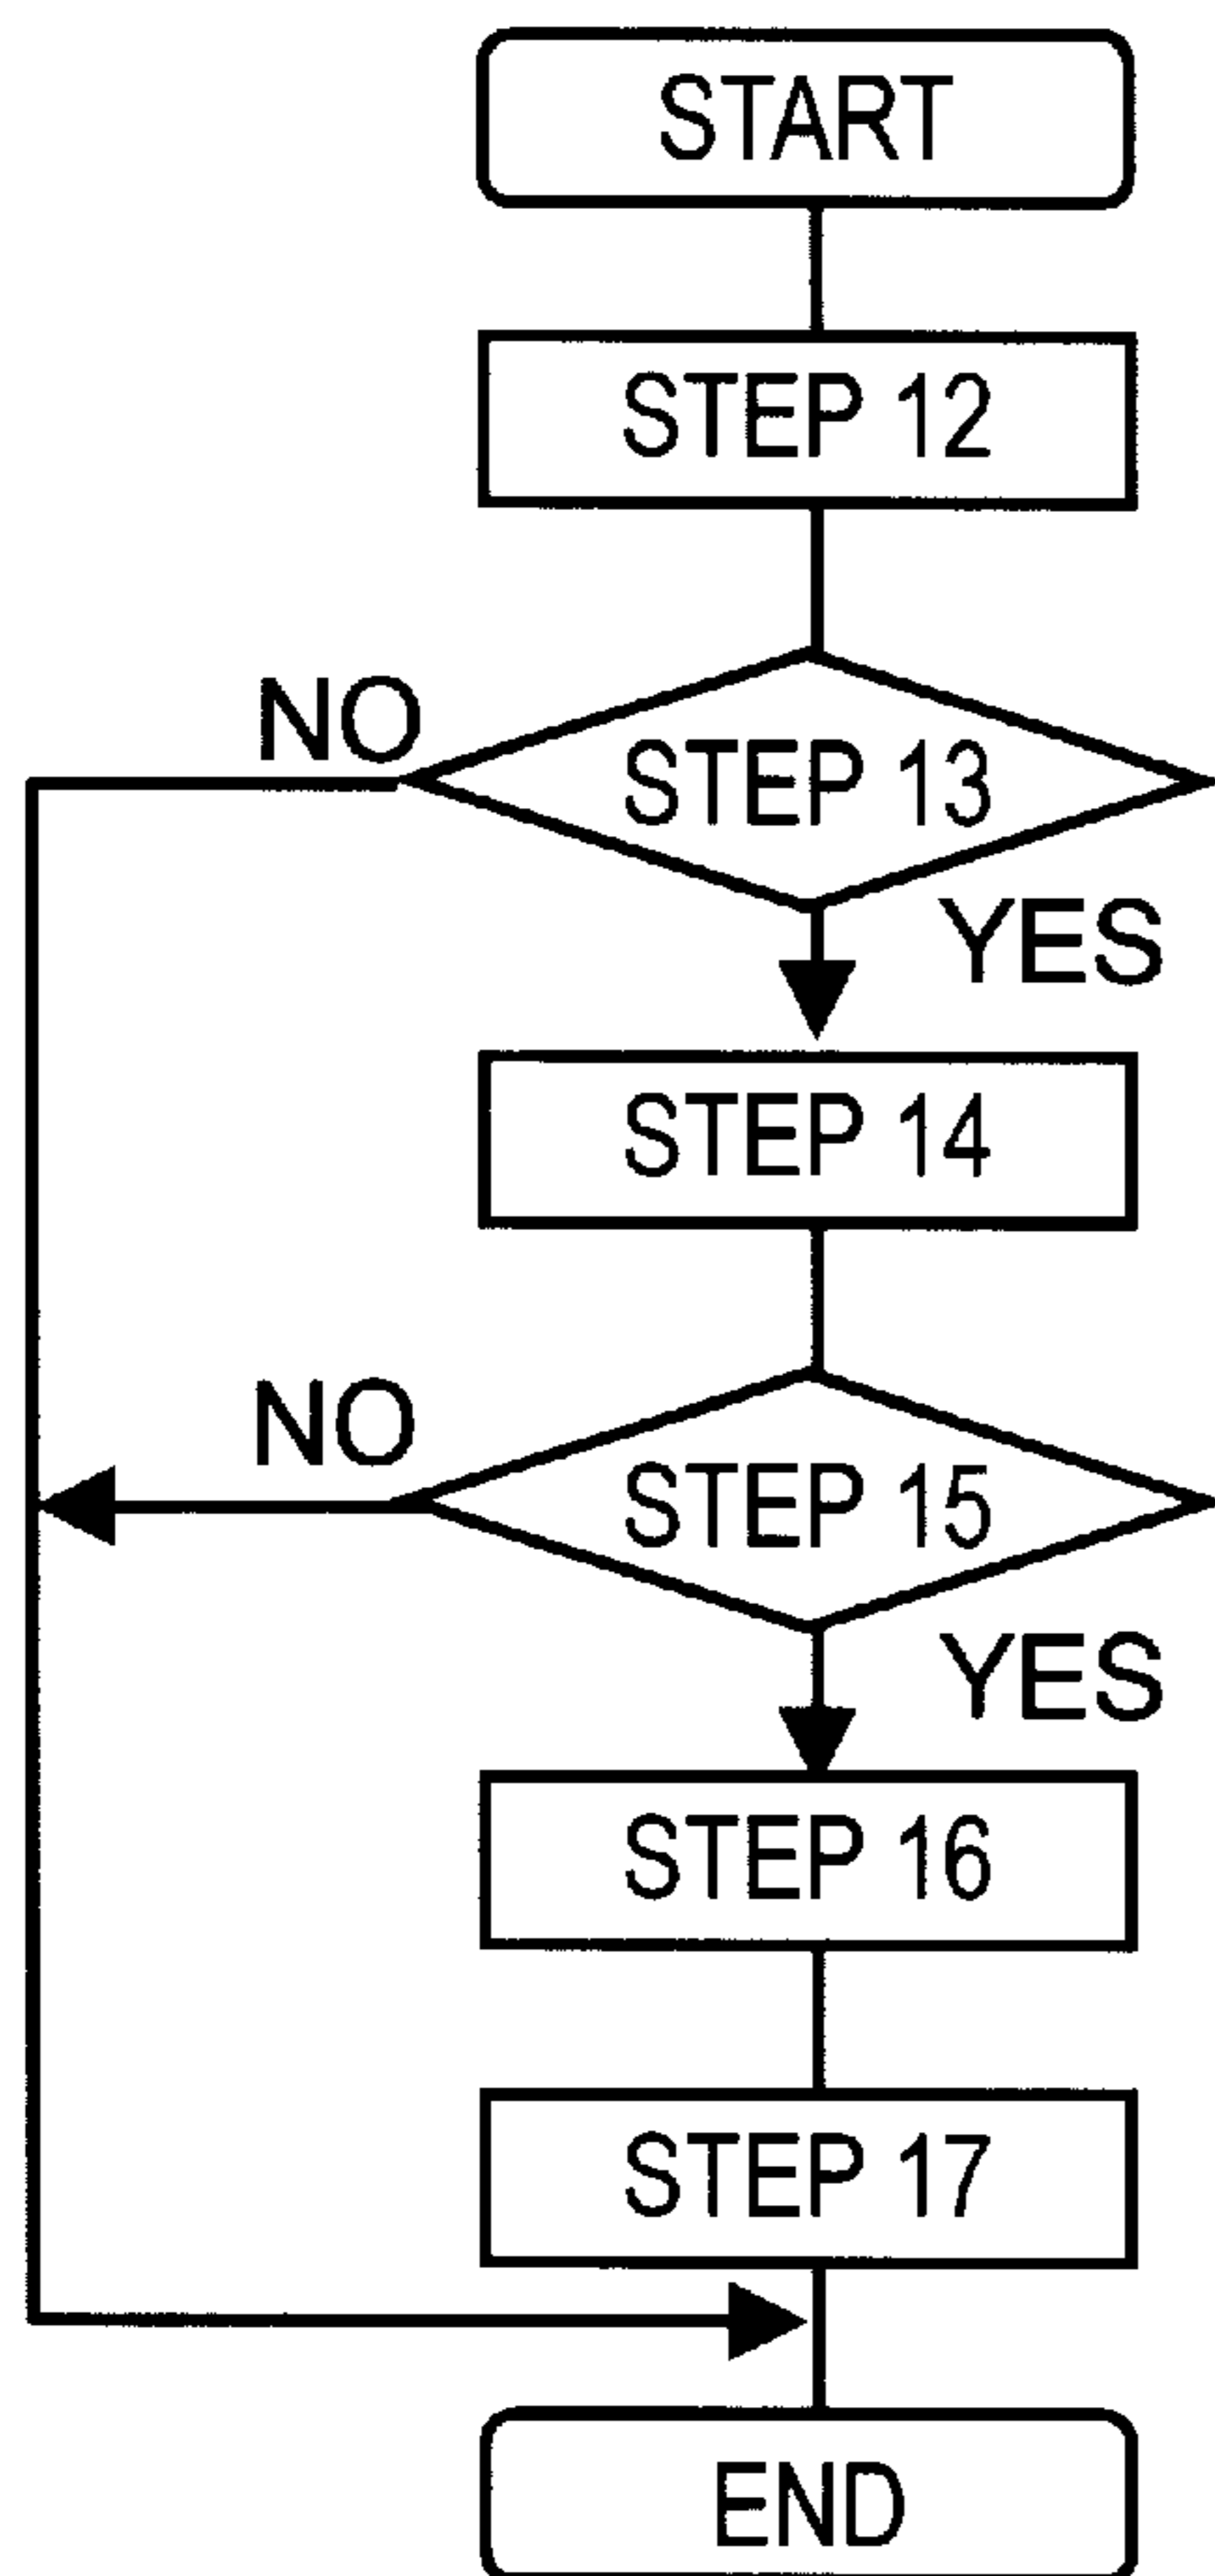 START
STEP 12
NO
STEP 13
YES
STEP 14
NO
STEP 15
YES
STEP 16
STEP 17
END